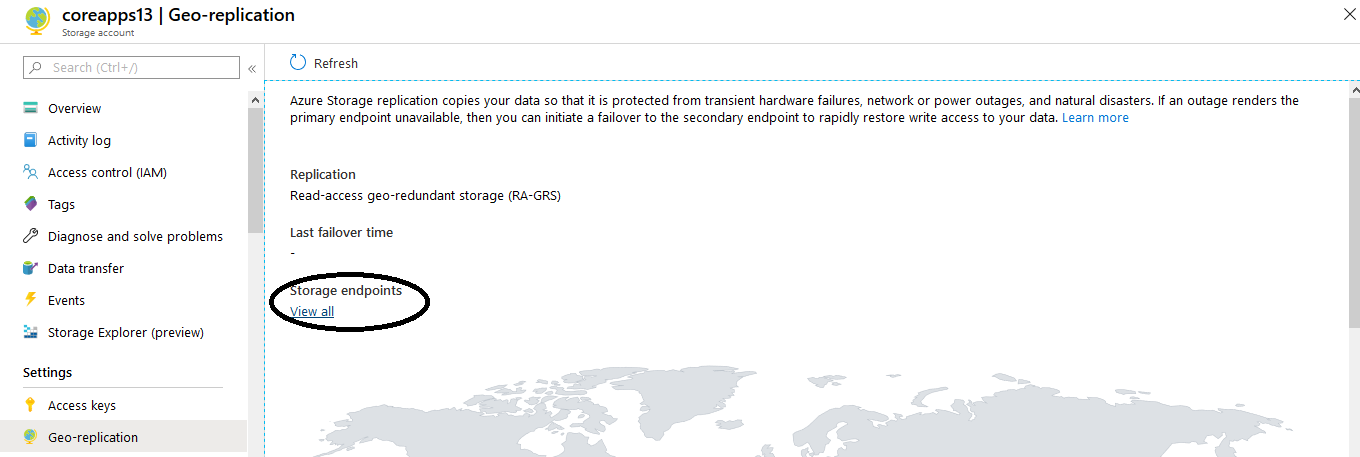 coreapps13 | Geo-replication
Storage account
Search (Ctrl+/)
Overview
Activity log
Access control (IAM)
Tags
Diagnose and solve problems
Data transfer
Events
Storage Explorer (preview)
Settings
Access keys
Geo-replication
Refresh
Azure Storage replication copies your data so that it is protected from transient hardware failures, network or power outages, and natural disasters. If an outage renders the
primary endpoint unavailable, then you can initiate a failover to the secondary endpoint to rapidly restore write access to your data. Learn more
Replication
Read-access geo-redundant storage (RA-GRS)
Last failover time
-
Storage endpoints
View all